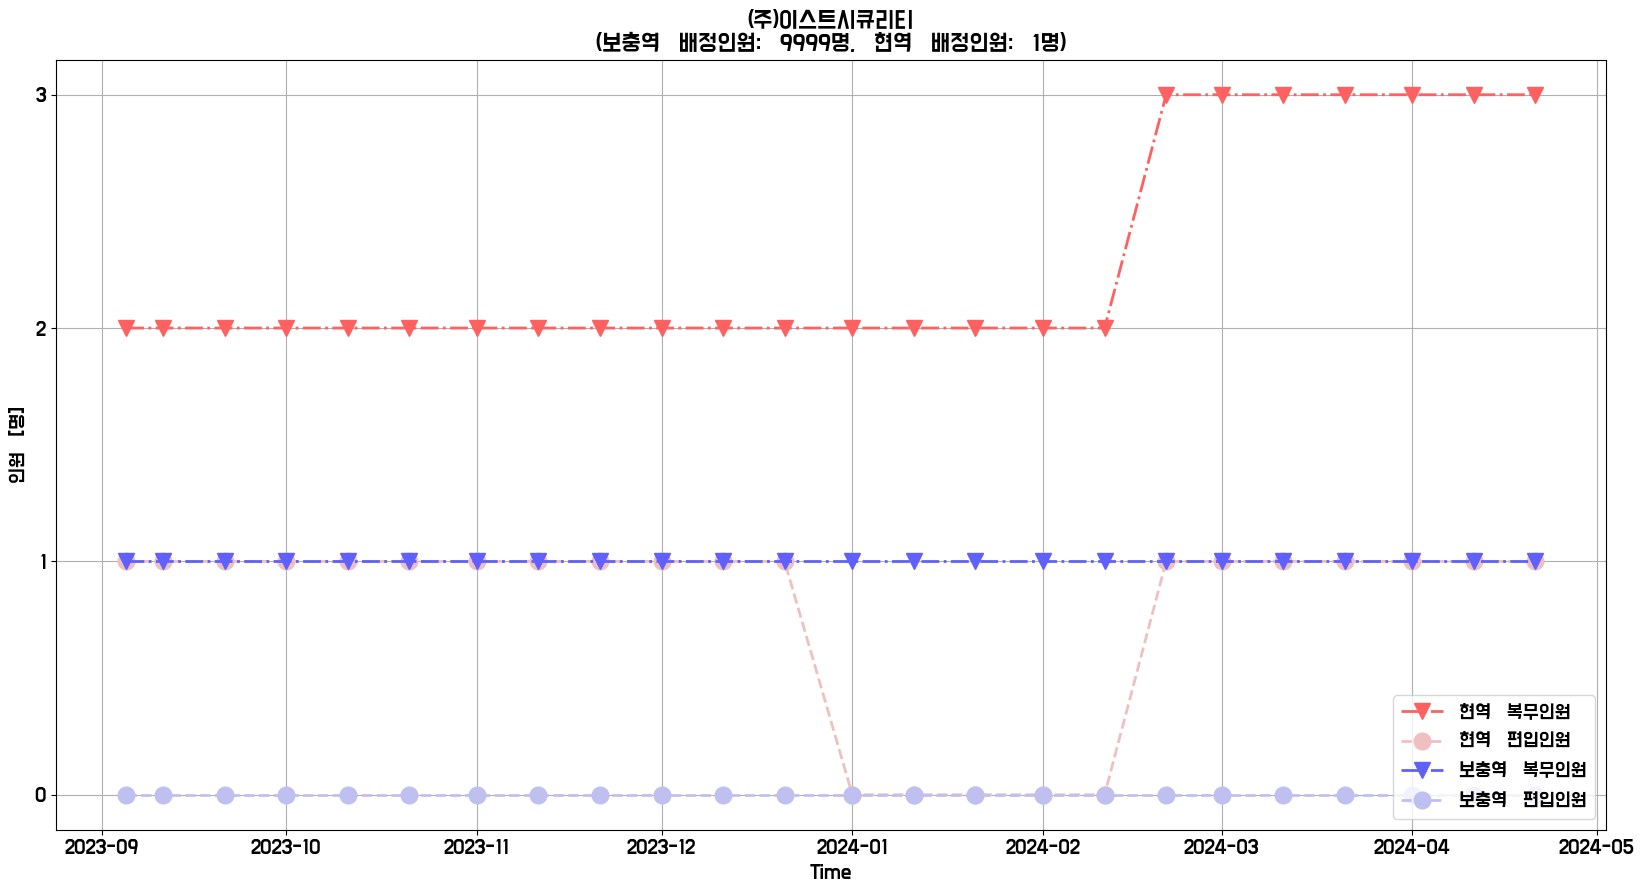 (주)이스트시큐리티
(보충역 배정인원: 9999명, 현역 배정인원: 1명)
3
2
1
0
인원 [명]
2023-09 2023-10 2023-11 2023-12 2024-01 2024-02 2024-03 2024-04 2024-05
Time
현역 복무인원
현역 편입인원
보충역 복무인원
보충역 편입인원